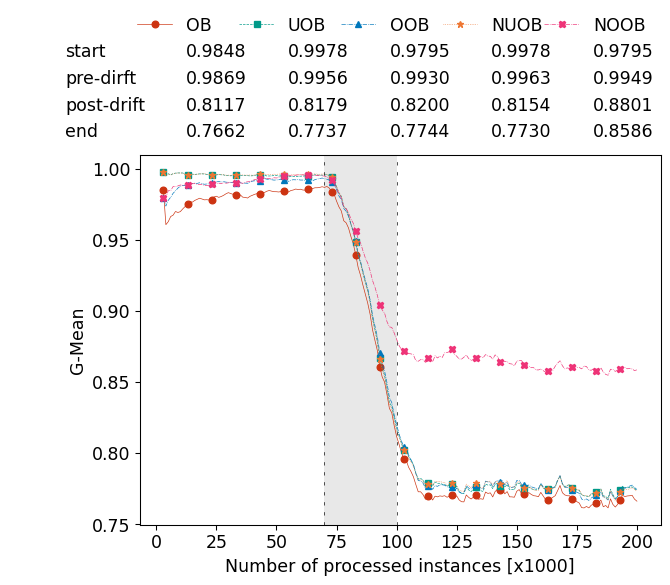 OB UOB OOB NUOB NOOB
start 0.9848 0.9978 0.9795 0.9978 0.9795
pre-dirft 0.9869 0.9956 0.9930 0.9963 0.9949
post-drift 0.8117 0.8179 0.8200 0.8154 0.8801
end 0.7662 0.7737 0.7744 0.7730 0.8586
1.00
0.95
0.90
0.85
0.80
0.75
G-Mean
0 25 50 75 100 125 150 175 200
Number of processed instances [x1000]